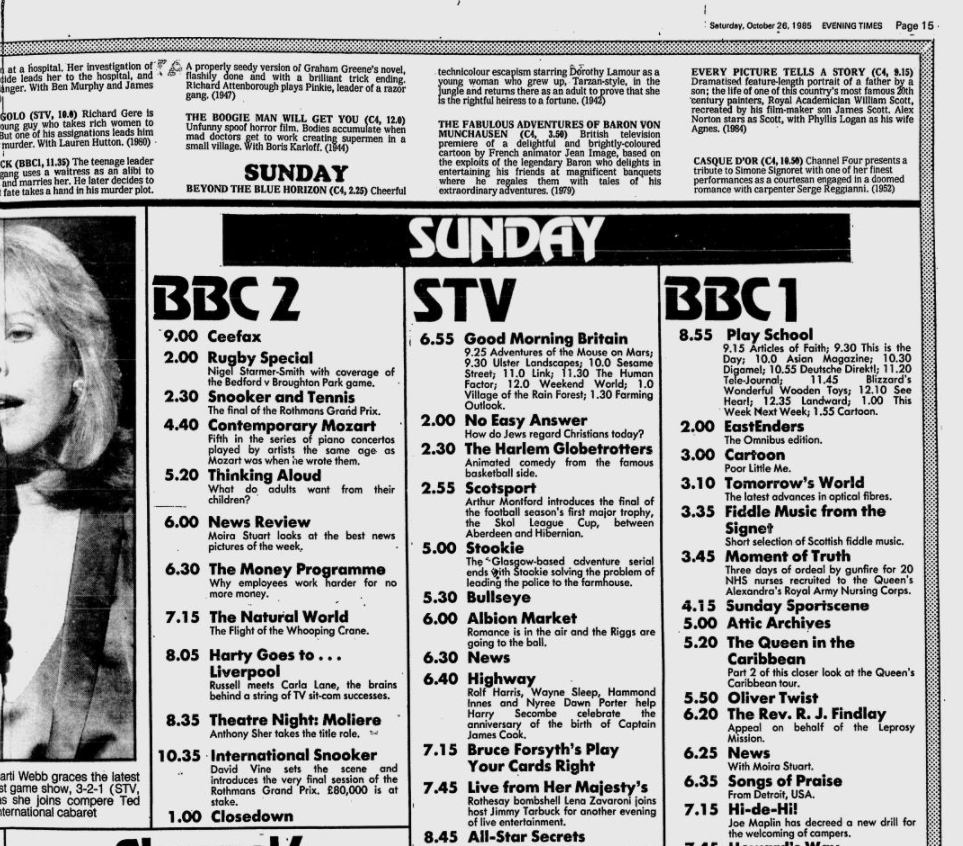 Saturday, October 26, 1985 EVENING TIMES Page 15
at a hospital. Her investigation of
leads her to the hospital, and
With Ben Murphy and James
(STV, 10.0) Richard Gere is
young guy who takes rich women to
But one of his assignations leads him
murder. With Lauren Hutton. (1980)
(BBC1, 11.35) The teenage leader
gang uses a waitress as an alibi to
and marries her. He later decides to
fate takes a hand in his murder plot.
A properly seedy version of Graham Greene's novel,
flashily done and with a brilliant trick ending.
Richard Attenborough plays Pinkie, leader of a razor
gang. (1947)
THE BOOGIE MAN WILL GET YOU (C4, 12.0)
Unfunny spoof horror film. Bodies accumulate when
mad doctors get to work creating supermen in a
small village. With Boris Karloff. (1944)
SUNDAY
BEYOND THE BLUE HORIZON (C4, 2.25) Cheerful
technicolour escapism starring Dorothy Lamour as a
young woman who grew up, Tarzan-style, in the
jungle and returns there as an adult to prove that she
is the rightful heiress to a fortune. (1942)
THE FABULOUS ADVENTURES OF BARON VON
MUNCHAUSEN (C4, 3.50) British television
premiere of a delightful and brightly-coloured
cartoon by French animator Jean Image, based on
the exploits of the legendary Baron who delights in
entertaining his friends at magnificent banquets
where he regales them with tales of his
extraordinary adventures. (1979)
EVERY PICTURE TELLS A STORY (C4, 9.15)
Dramatised feature-length portrait of a father by a
son; the life of one of this country's most famous 20th
century painters, Royal Academician William Scott,
recreated by his film-maker son James Scott. Alex
Norton stars as Scott, with Phyllis Logan as his wife
Agnes. (1984)
CASQUE D'OR (C4, 10.50) Channel Four presents a
tribute to Simone Signoret with one of her finest
performances as a courtesan engaged in a doomed
romance with carpenter Serge Reggianni. (1952)
SUNDAY
BBC 2
9.00 Ceefax
2.00 Rugby Special
Nigel Starmer-Smith with coverage of
the Bedford v Broughton Park game.
2.30 Snooker and Tennis
The final of the Rothmans Grand Prix.
4.40 Contemporary Mozart
Fifth in the series of piano concertos
played by artists the same age as
Mozart was when he wrote them.
5.20 Thinking Aloud
What do adults want from their
children?
6.00 News Review
Moira Stuart looks at the best news
pictures of the week.
6.30 The Money Programme
Why employees work harder for no
more money.
7.15 The Natural World
The Flight of the Whooping Crane.
8.05 Harty Goes to . . .
Liverpool
Russell meets Carla Lane, the brains
behind a string of TV sit-com successes.
8.35 Theatre Night: Moliere
Anthony Sher takes the title role.
10.35 International Snooker
David Vine sets the scene and
introduces the very final session of the
Rothmans Grand Prix. £80,000 is at
stake.
1.00 Closedown
STV
6.55 Good Morning Britain
9.25 Adventures of the Mouse on Mars;
9.30 Ulster Landscapes; 10.0 Sesame
Street; 11.0 Link; 11.30 The Human
Factor; 12.0 Weekend World; 1.0
Village of the Rain Forest; 1.30 Farming
Outlook.
2.00 No Easy Answer
How do Jews regard Christians today?
2.30 The Harlem Globetrotters
Animated comedy from the famous
basketball side.
2.55 Scotsport
Arthur Montford introduces the final of
the football season's first major trophy,
the Skol League Cup, between
Aberdeen and Hibernian.
5.00 Stookie
The Glasgow-based adventure serial
ends with Stookie solving the problem of
leading the police to the farmhouse.
5.30 Bullseye
6.00 Albion Market
Romance is in the air and the Riggs are
going to the ball.
6.30 News
6.40 Highway
Rolf Harris, Wayne Sleep, Hammond
Innes and Nyree Dawn Porter help
Harry Secombe celebrate the
anniversary of the birth of Captain
James Cook.
7.15 Bruce Forsyth's Play
Your Cards Right
7.45 Live from Her Majesty's
Rothesay bombshell Lena Zavaroni joins
host Jimmy Tarbuck for another evening
of live entertainment.
8.45 All-Star Secrets
BBC 1
8.55 Play School
9.15 Articles of Faith; 9.30 This is the
Day; 10.0 Asian Magazine; 10.30
Digamel; 10.55 Deutsche Direkt!; 11.20
Tele-Journal; 11.45 Blizzard's
Wonderful Wooden Toys; 12.10 See
Hear!; 12.35 Landward; 1.00 This
Week Next Week; 1.55 Cartoon.
2.00 EastEnders
The Omnibus edition.
3.00 Cartoon
Poor Little Me.
3.10 Tomorrow's World
The latest advances in optical fibres.
3.35 Fiddle Music from the
Signet
Short selection of Scottish fiddle music.
3.45 Moment of Truth
Three days of ordeal by gunfire for 20
NHS nurses recruited to the Queen's
Alexandra's Royal Army Nursing Corps.
4.15 Sunday Sportscene
5.00 Attic Archives
5.20 The Queen in the
Caribbean
Part 2 of this closer look at the Queen's
Caribbean tour.
5.50 Oliver Twist
6.20 The Rev. R. J. Findlay
Appeal on behalf of the Leprosy
Mission.
6.25 News
With Moira Stuart.
6.35 Songs of Praise
From Detroit, USA.
7.15 Hi-de-Hi!
Joe Maplin has decreed a new drill for
the welcoming of campers.
Webb graces the latest
game show, 3-2-1 (STV,
she joins compere Ted
international cabaret